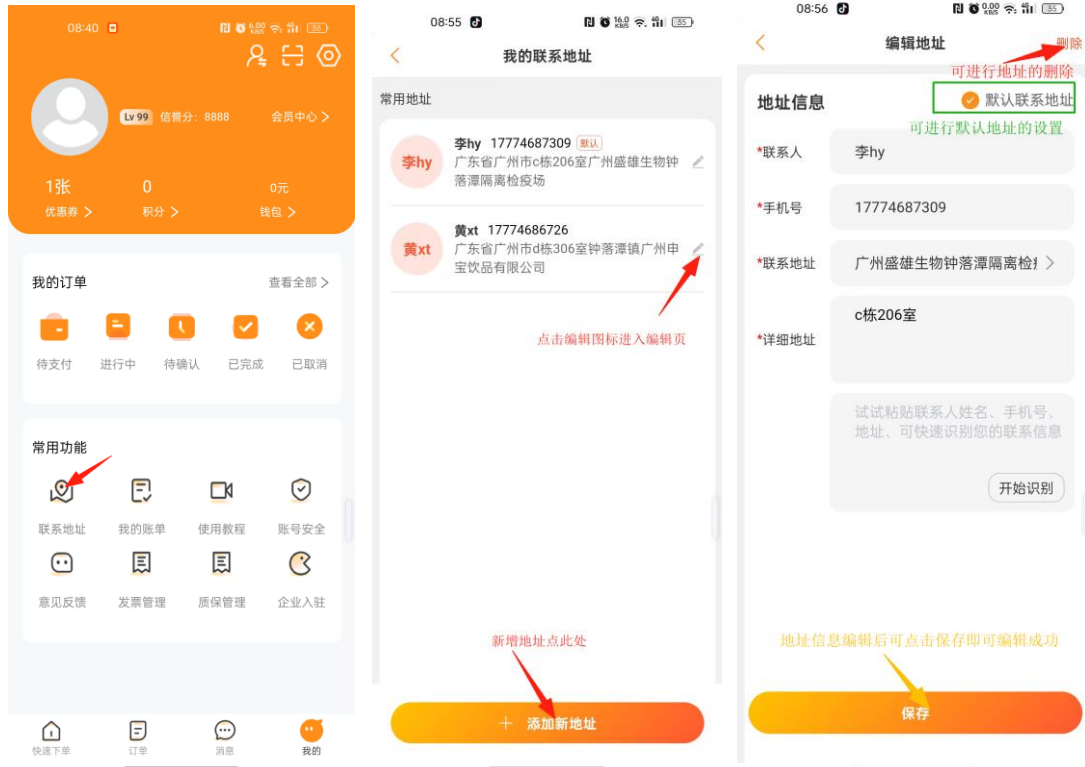 08:40
6.00 KB/S
4G
55
Lv 99 信誉分：8888 会员中心
1张 0 0元
优惠券 积分 钱包
我的订单 查看全部
待支付 进行中 待确认 已完成 已取消
常用功能
联系地址 我的账单 使用教程 账号安全
意见反馈 发票管理 质保管理 企业入驻
快速下单 订单 消息 我的
08:55
16.0 KB/S
4G
55
我的联系地址
常用地址
李hy
李hy 17774687309 默认
广东省广州市c栋206室广州盛雄生物钟
落潭隔离检疫场
黄xt
黄xt 17774686726
广东省广州市d栋306室钟落潭镇广州申
宝饮品有限公司
点击编辑图标进入编辑页
新增地址点此处
添加新地址
08:56
0.00 KB/S
4G
55
编辑地址
删除
可进行地址的删除
地址信息
默认联系地址
可进行默认地址的设置
*联系人 李hy
*手机号 17774687309
*联系地址 广州盛雄生物钟落潭隔离检
*详细地址 c栋206室
试试粘贴联系人姓名、手机号、
地址、可快速识别您的联系信息
开始识别
地址信息编辑后可点击保存即可编辑成功
保存